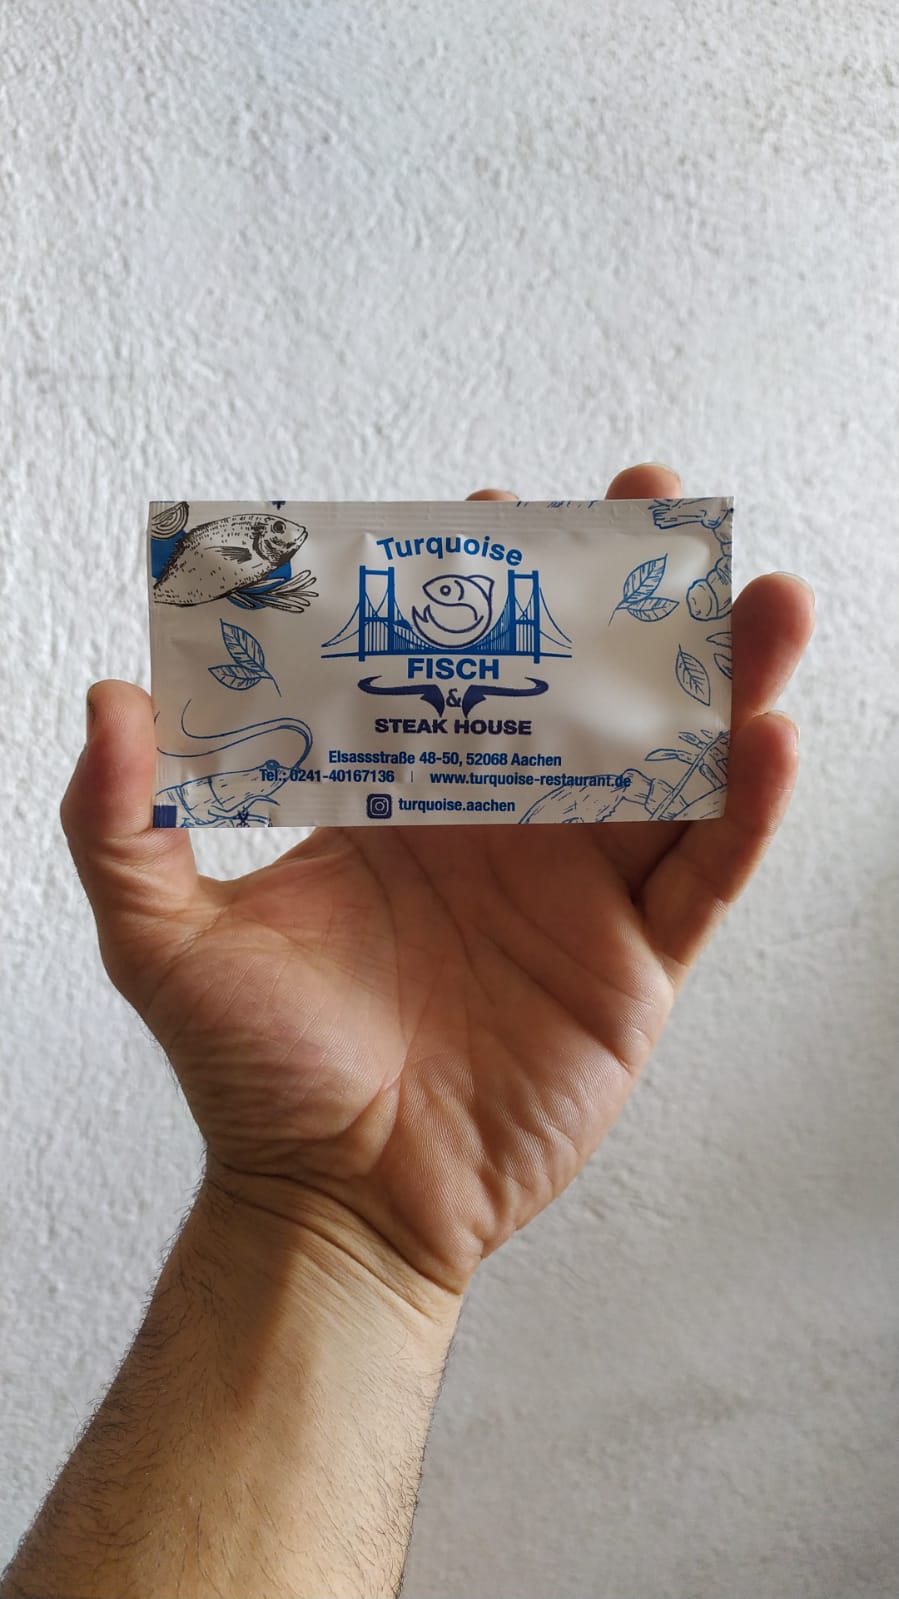 Turquoise
FISCH
&
STEAK HOUSE
Elsassstraße 48-50, 52068 Aachen
Tel.: 0241-40167136 | www.turquoise-restaurant.de
turquoise.aachen